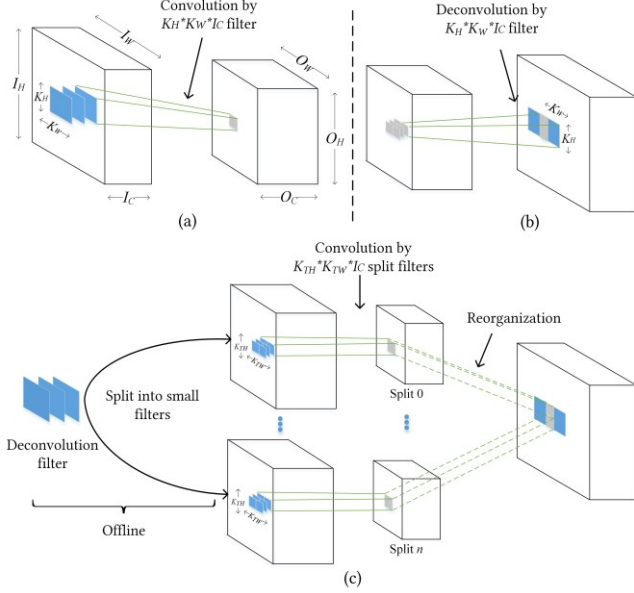 Convolution by
KH*KW*IC filter
IW
IH
KH
KW
IC
OW
OH
OC
(a)
Deconvolution by
KH*KW*IC filter
KW
KH
(b)
Convolution by
KTH*KTW*IC split filters
Reorganization
KTH
KTW
Split 0
Split into small
filters
Deconvolution
filter
Offline
KTH
KTW
Split n
(c)